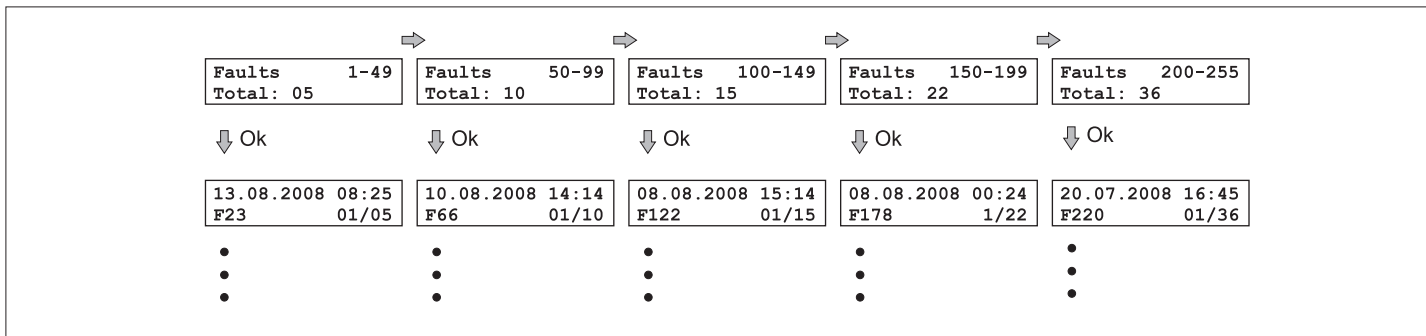 Faults 1-49
Total: 05
Faults 50-99
Total: 10
Faults 100-149
Total: 15
Faults 150-199
Total: 22
Faults 200-255
Total: 36
Ok
Ok
Ok
Ok
Ok
13.08.2008 08:25
F23 01/05
10.08.2008 14:14
F66 01/10
08.08.2008 15:14
F122 01/15
08.08.2008 00:24
F178 1/22
20.07.2008 16:45
F220 01/36